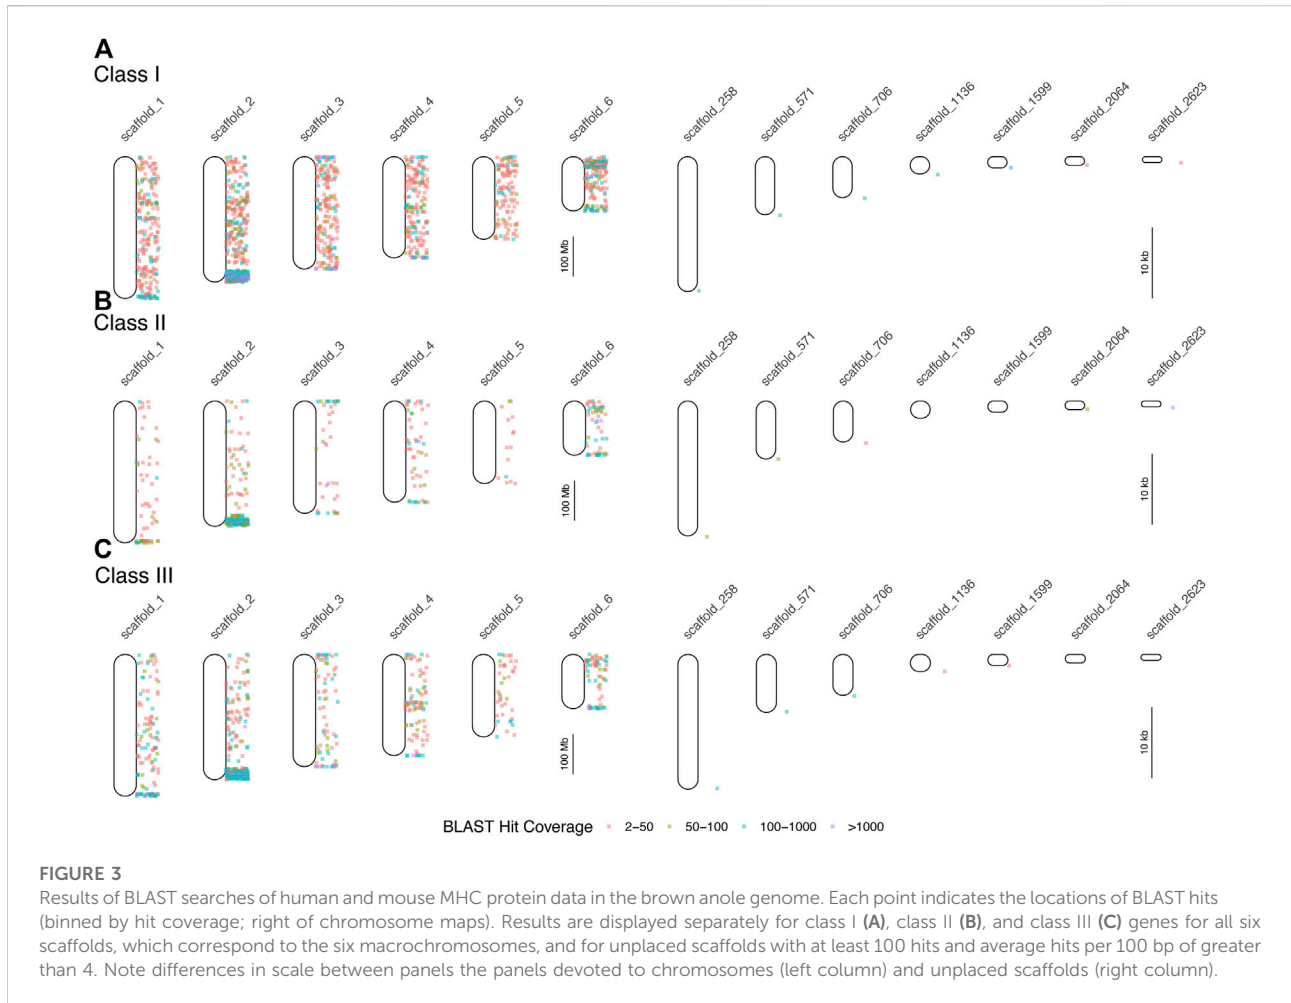 A
Class I
scaffold_1
scaffold_2
scaffold_3
scaffold_4
scaffold_5
scaffold_6
scaffold_258
scaffold_571
scaffold_706
scaffold_1136
scaffold_1599
scaffold_2064
scaffold_2623
100 Mb
10 kb
B
Class II
scaffold_1
scaffold_2
scaffold_3
scaffold_4
scaffold_5
scaffold_6
scaffold_258
scaffold_571
scaffold_706
scaffold_1136
scaffold_1599
scaffold_2064
scaffold_2623
100 Mb
10 kb
C
Class III
scaffold_1
scaffold_2
scaffold_3
scaffold_4
scaffold_5
scaffold_6
scaffold_258
scaffold_571
scaffold_706
scaffold_1136
scaffold_1599
scaffold_2064
scaffold_2623
100 Mb
10 kb
BLAST Hit Coverage 2–50 50–100 100–1000 >1000
FIGURE 3
Results of BLAST searches of human and mouse MHC protein data in the brown anole genome. Each point indicates the locations of BLAST hits
(binned by hit coverage; right of chromosome maps). Results are displayed separately for class I (A), class II (B), and class III (C) genes for all six
scaffolds, which correspond to the six macrochromosomes, and for unplaced scaffolds with at least 100 hits and average hits per 100 bp of greater
than 4. Note differences in scale between panels the panels devoted to chromosomes (left column) and unplaced scaffolds (right column).